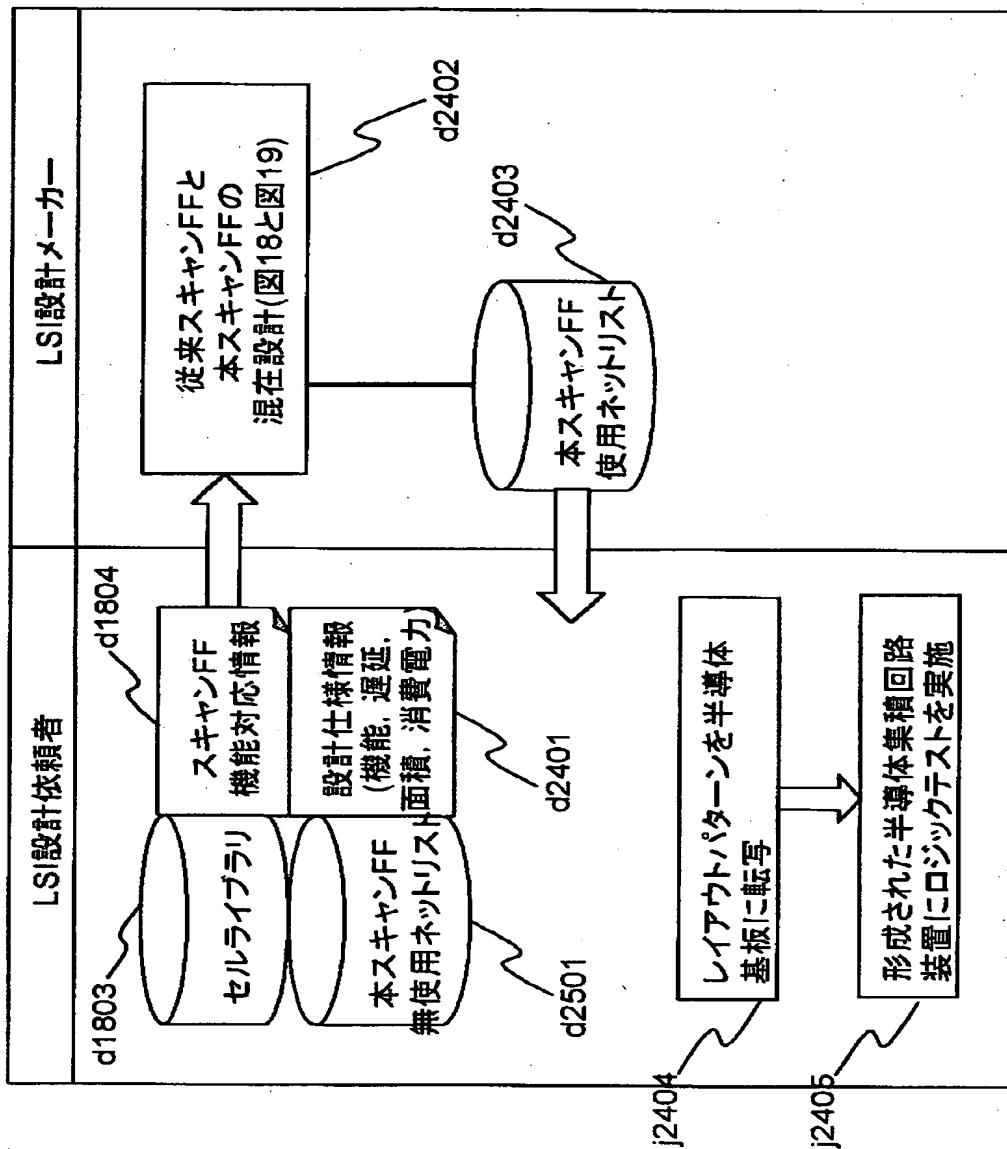 LSI設計依頼者
LSI設計メーカー
d1803
d1804
セルライブラリ
スキャンFF
機能対応情報
本スキャンFF
無使用ネットリスト
設計仕様情報
(機能, 遅延,
面積, 消費電力
d2501
d2401
従来スキャンFFと
本スキャンFFの
混在設計(図18と図19)
d2402
本スキャンFF
使用ネットリスト
d2403
レイアウトパターンを半導体
基板に転写
j2404
形成された半導体集積回路
装置にロジックテストを実施
j2405